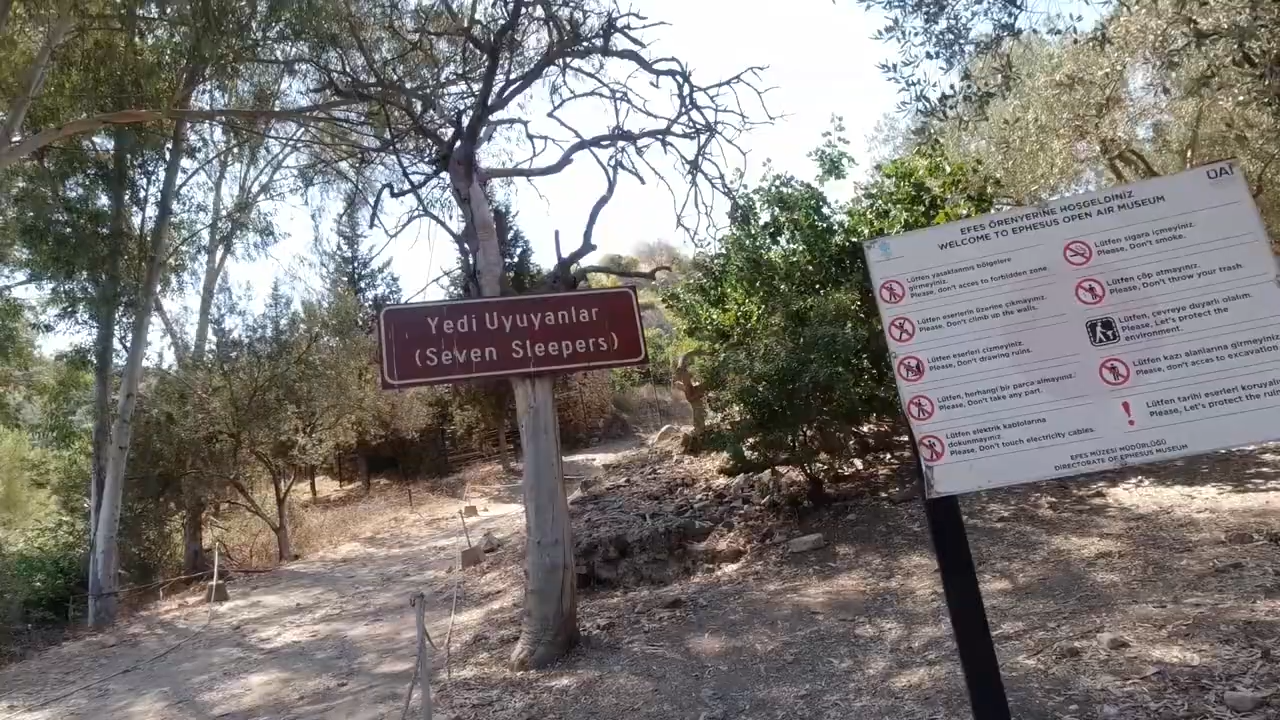 Yedi Uyuyanlar
(Seven Sleepers)
ÖAI
EFES ÖRENYERİNE HOŞGELDİNİZ
WELCOME TO EPHESUS OPEN AIR MUSEUM
Lütfen yasaklanmış bölgelere
girmeyiniz.
Please, don't acces to forbidden zone.
Lütfen eserlerin üzerine çıkmayınız.
Please, Don't climb up the walls.
Lütfen eserleri çizmeyiniz.
Please, Don't drawing ruins.
Lütfen, herhangi bir parça almayınız.
Please, Don't take any part.
Lütfen elektrik kablolarına
dokunmayınız.
Please, Don't touch electricity cables.
Lütfen sigara içmeyiniz.
Please, Don't smoke.
Lütfen çöp atmayınız.
Please, Don't throw your trash.
Lütfen, çevreye duyarlı olalım.
Please, Let's protect the
environment.
Lütfen kazı alanlarına girmeyiniz
Please, don't acces to excavation
Lütfen tarihi eserleri
Please, Let's protect the
EFES MÜZESİ MÜDÜRLÜĞÜ
DIRECTORATE OF EPHESUS MUSEUM